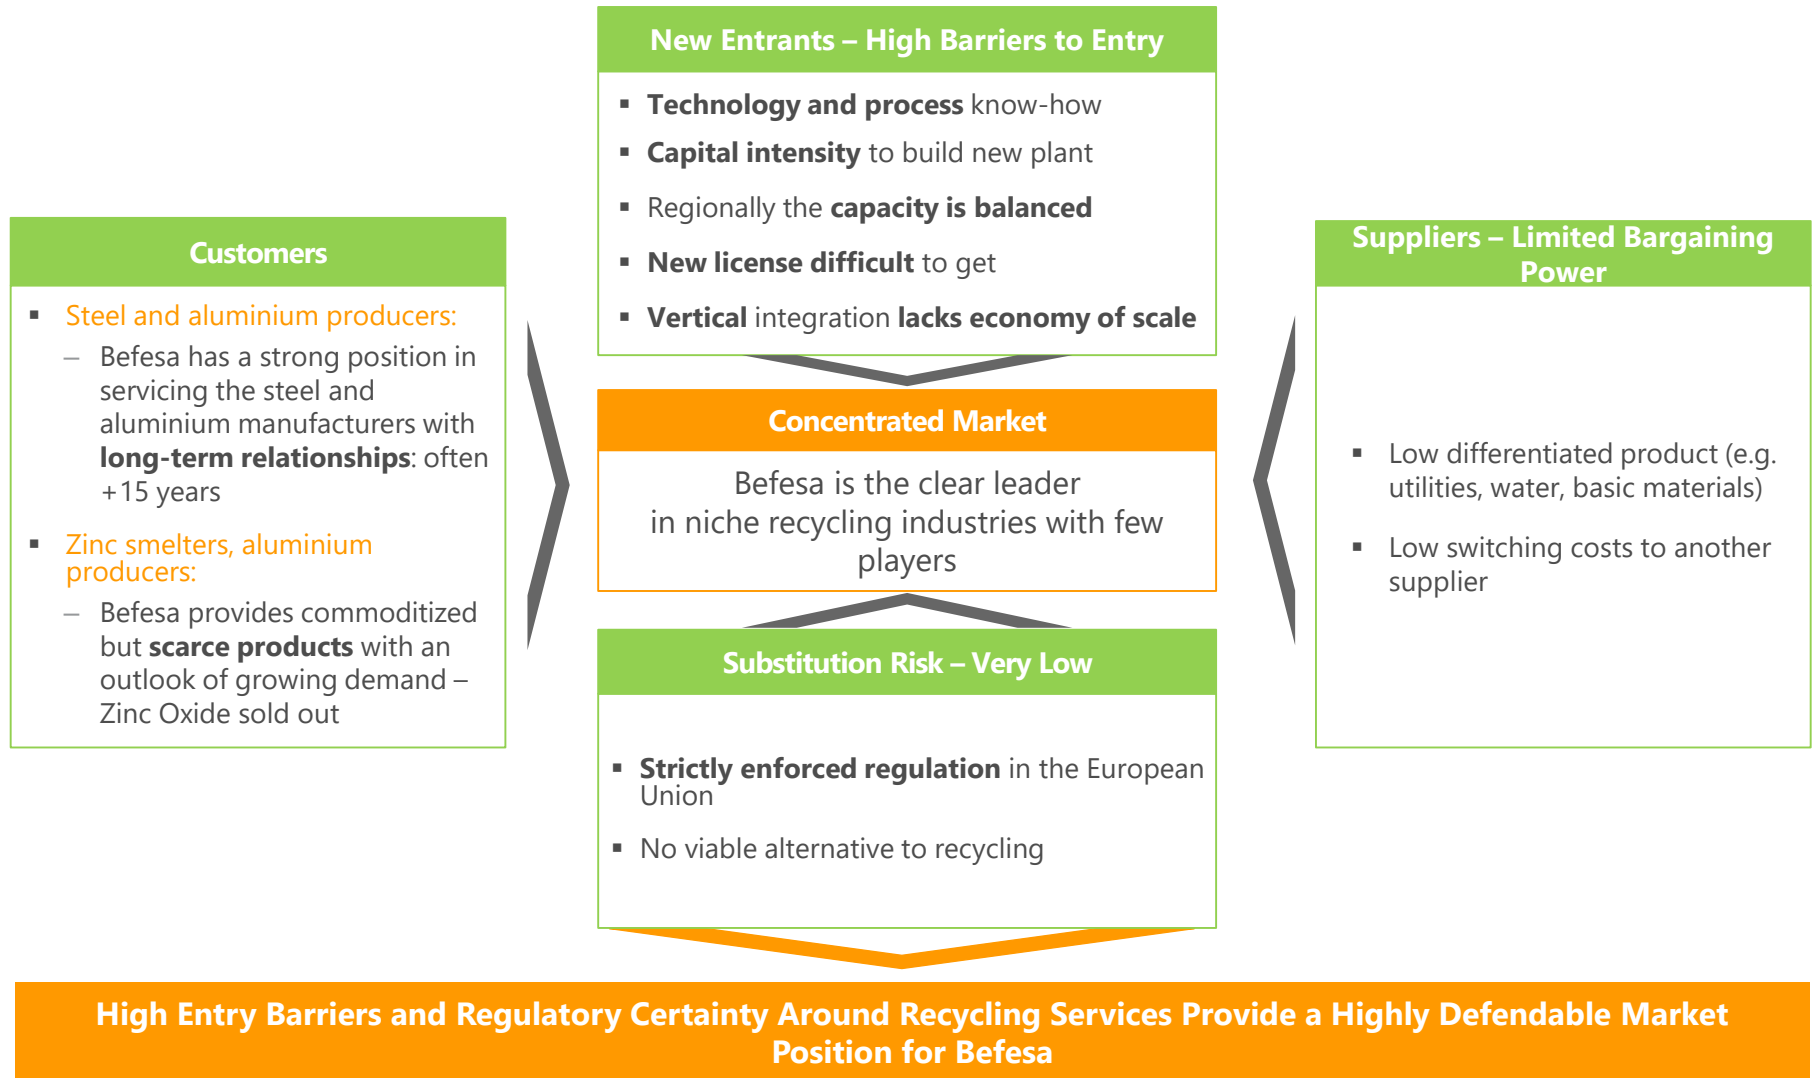 New Entrants – High Barriers to Entry
▪ Technology and process know-how
▪ Capital intensity to build new plant
▪ Regionally the capacity is balanced
▪ New license difficult to get
▪ Vertical integration lacks economy of scale
Customers
▪ Steel and aluminium producers:
– Befesa has a strong position in
servicing the steel and
aluminium manufacturers with
long-term relationships: often
+15 years
▪ Zinc smelters, aluminium
producers:
– Befesa provides commoditized
but scarce products with an
outlook of growing demand –
Zinc Oxide sold out
Concentrated Market
Befesa is the clear leader
in niche recycling industries with few
players
Suppliers – Limited Bargaining
Power
▪ Low differentiated product (e.g.
utilities, water, basic materials)
▪ Low switching costs to another
supplier
Substitution Risk – Very Low
▪ Strictly enforced regulation in the European
Union
▪ No viable alternative to recycling
High Entry Barriers and Regulatory Certainty Around Recycling Services Provide a Highly Defendable Market
Position for Befesa